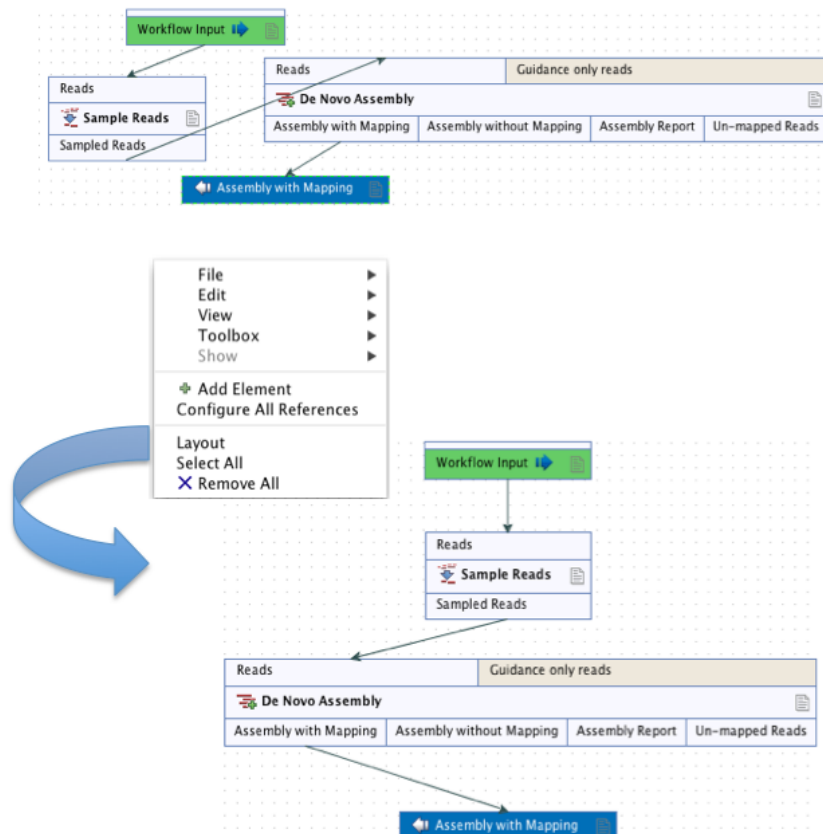 Workflow Input
Reads
Guidance only reads
Reads
De Novo Assembly
Sample Reads
Assembly with Mapping
Assembly without Mapping
Assembly Report
Un-mapped Reads
Sampled Reads
Assembly with Mapping
File
Edit
View
Toolbox
Show
Add Element
Configure All References
Layout
Select All
Remove All
Workflow Input
Reads
Sample Reads
Sampled Reads
Reads
Guidance only reads
De Novo Assembly
Assembly with Mapping
Assembly without Mapping
Assembly Report
Un-mapped Reads
Assembly with Mapping